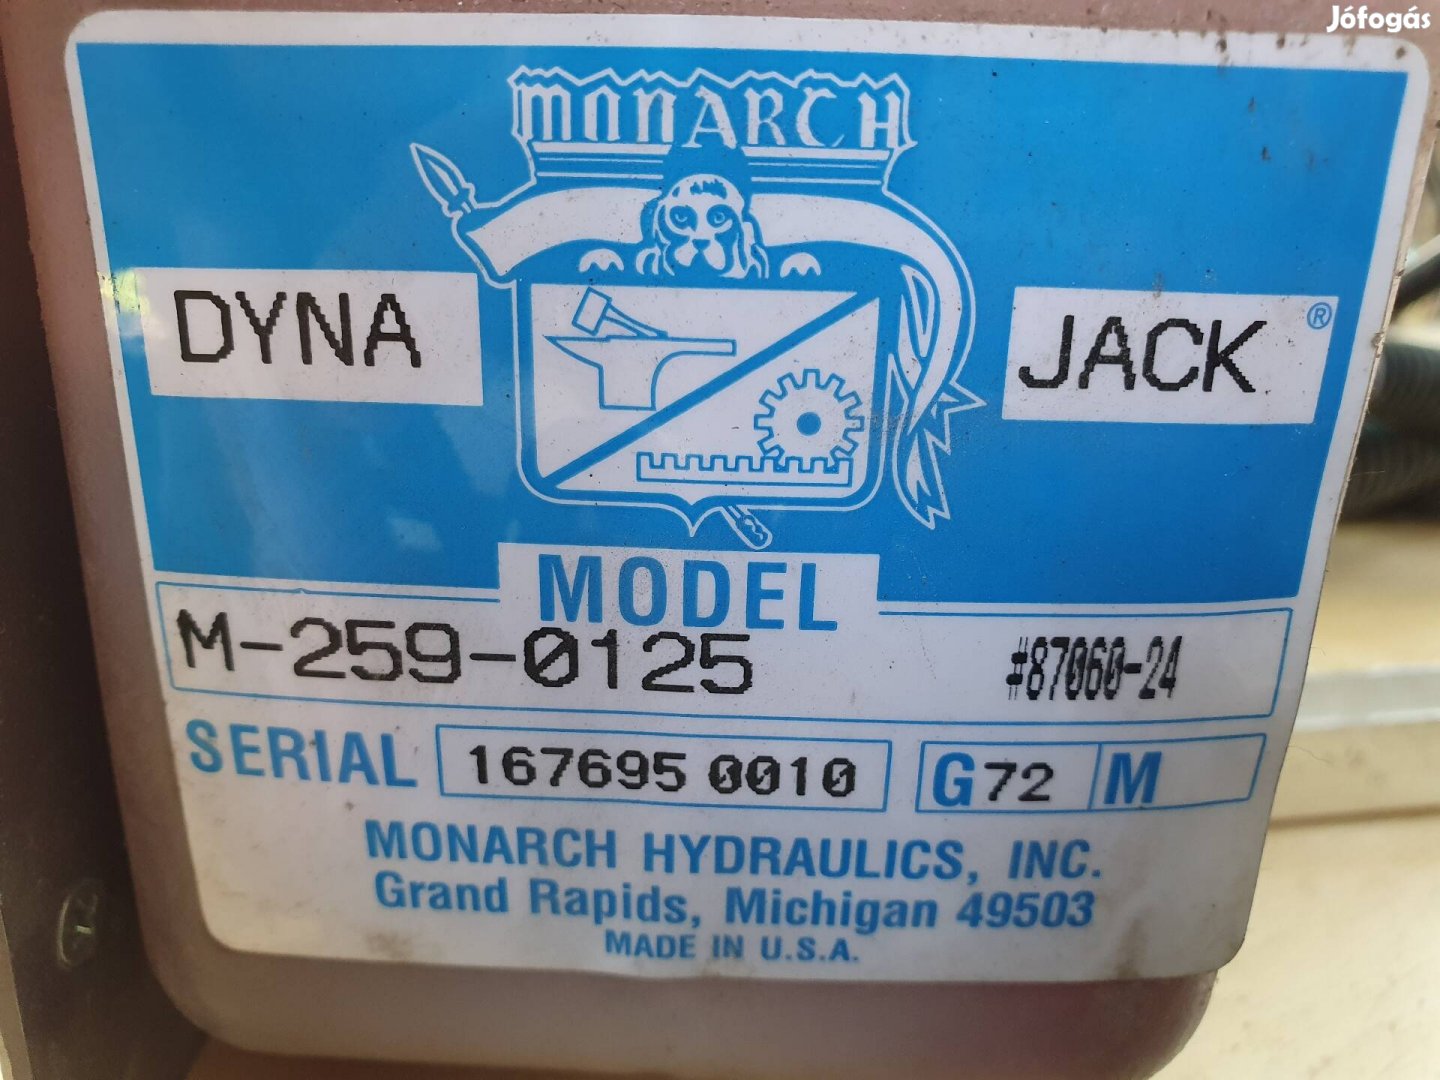 Jófogás
MONARCH
DYNA JACK ®
MODEL
M-259-0125 #87060-24
SERIAL 167695 0010 G72 M
MONARCH HYDRAULICS, INC.
Grand Rapids, Michigan 49503
MADE IN U.S.A.